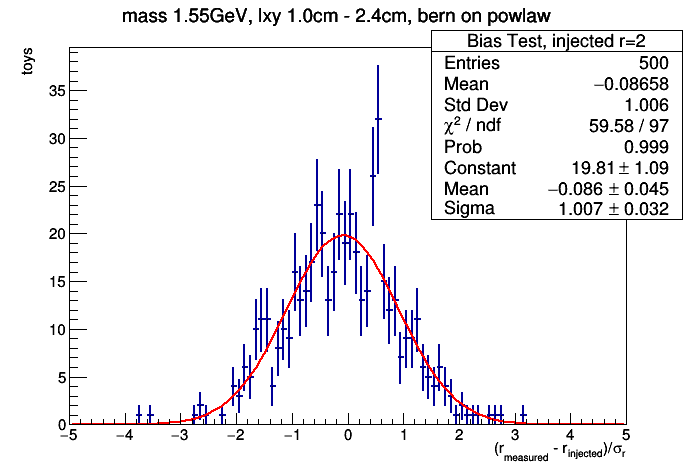 mass 1.55GeV, lxy 1.0cm - 2.4cm, bern on powlaw
Bias Test, injected r=2
Entries 500
Mean −0.08658
Std Dev 1.006
χ² / ndf 59.58 / 97
Prob 0.999
Constant 19.81 ± 1.09
Mean −0.086 ± 0.045
Sigma 1.007 ± 0.032
toys
35
30
25
20
15
10
5
0
−5 −4 −3 −2 −1 0 1 2 3 4 5
(r_measured - r_injected)/σ_r